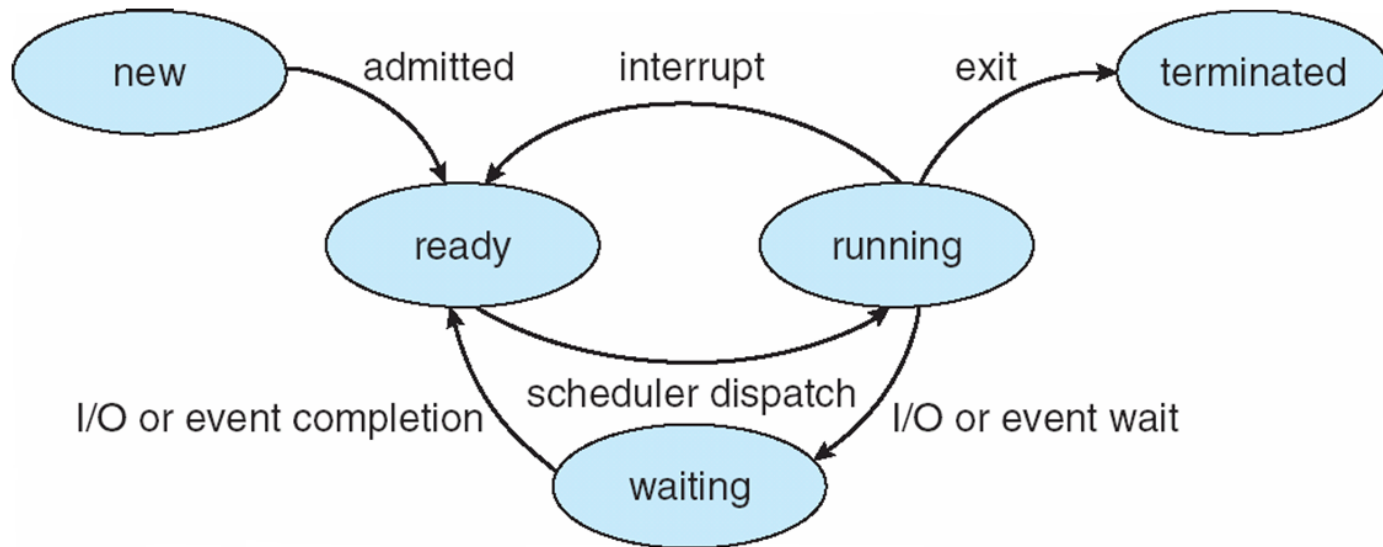 new
admitted
interrupt
exit
terminated
ready
running
scheduler dispatch
I/O or event completion
I/O or event wait
waiting